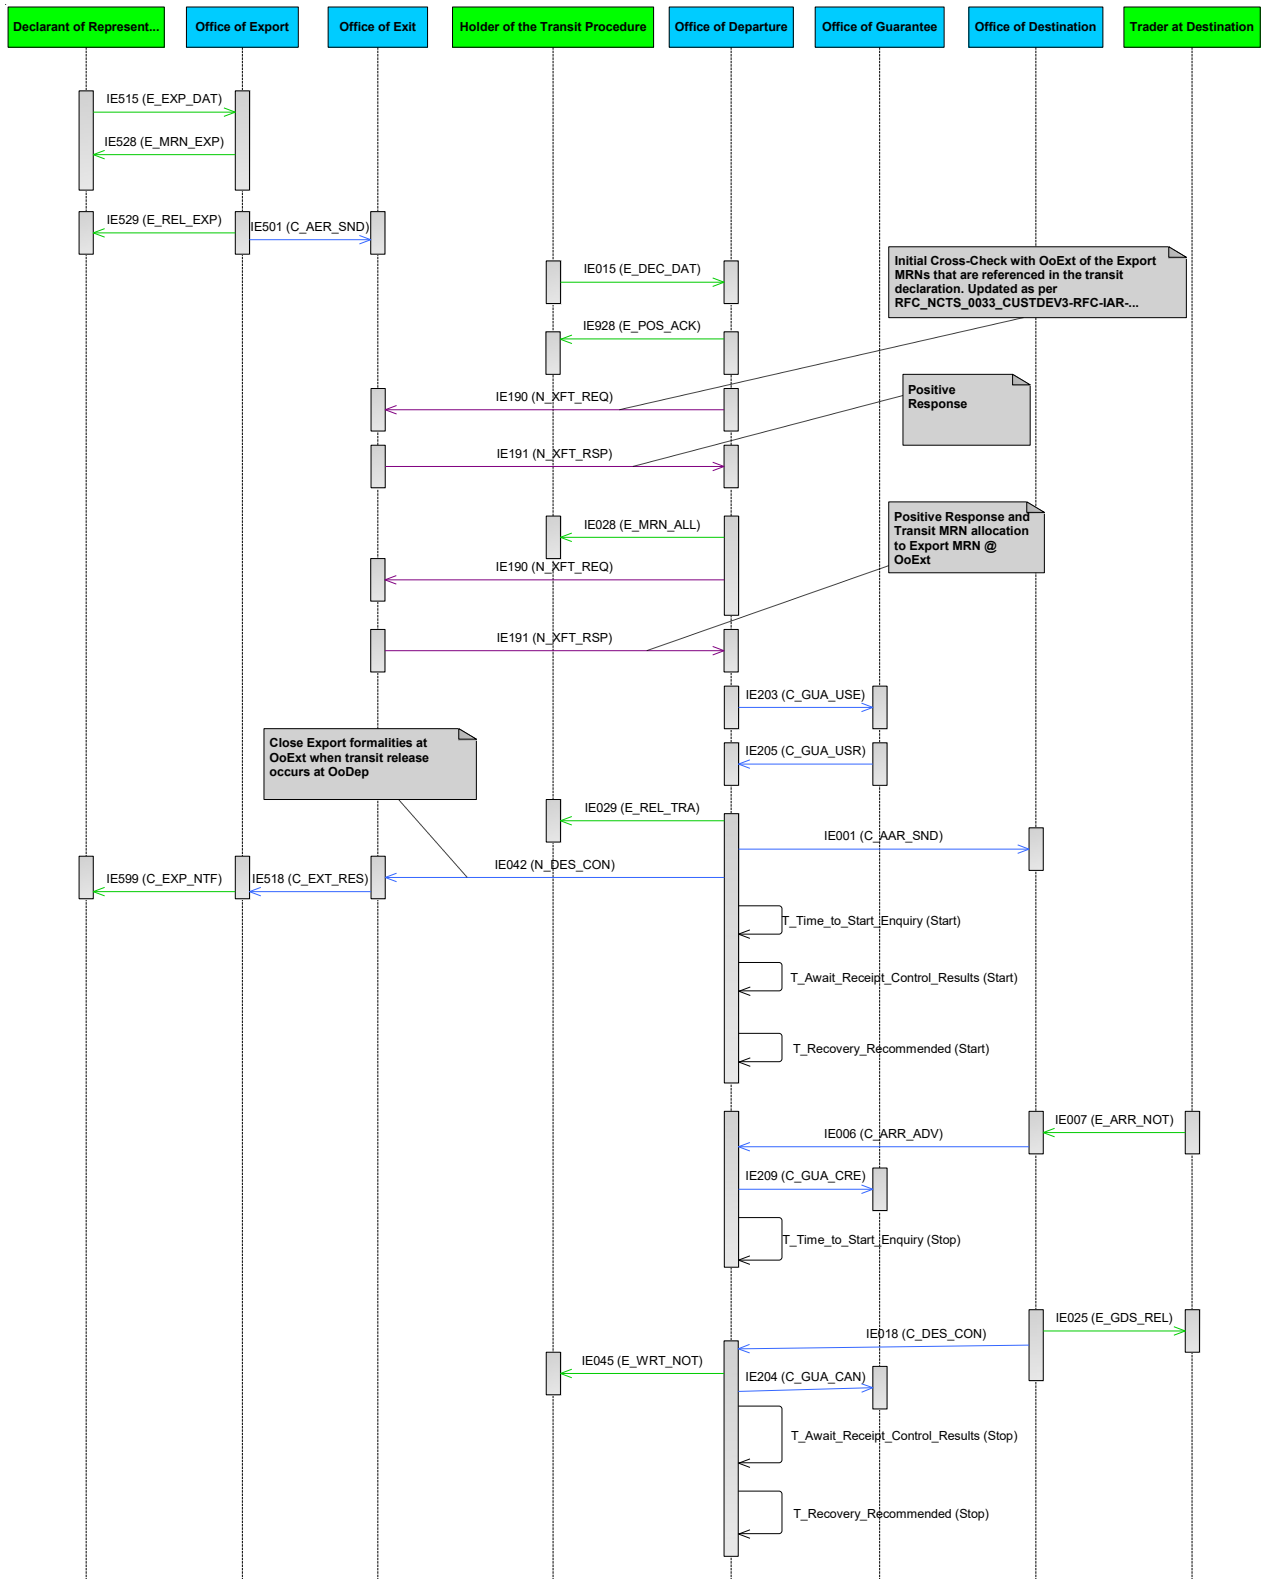 Declarant of Represent...
Office of Export
Office of Exit
Holder of the Transit Procedure
Office of Departure
Office of Guarantee
Office of Destination
Trader at Destination
IE515 (E_EXP_DAT)
IE528 (E_MRN_EXP)
IE529 (E_REL_EXP)
IE501 (C_AER_SND)
IE015 (E_DEC_DAT)
Initial Cross-Check with OoExt of the Export
MRNs that are referenced in the transit
declaration. Updated as per
RFC_NCTS_0033_CUSTDEV3-RFC-IAR-...
IE928 (E_POS_ACK)
IE190 (N_XFT_REQ)
Positive
Response
IE191 (N_XFT_RSP)
Positive Response and
Transit MRN allocation
to Export MRN @
OoExt
IE028 (E_MRN_ALL)
IE190 (N_XFT_REQ)
IE191 (N_XFT_RSP)
IE203 (C_GUA_USE)
Close Export formalities at
OoExt when transit release
occurs at OoDep
IE205 (C_GUA_USR)
IE029 (E_REL_TRA)
IE001 (C_AAR_SND)
IE042 (N_DES_CON)
IE599 (C_EXP_NTF)
IE518 (C_EXT_RES)
T_Time_to_Start_Enquiry (Start)
T_Await_Receipt_Control_Results (Start)
T_Recovery_Recommended (Start)
IE007 (E_ARR_NOT)
IE006 (C_ARR_ADV)
IE209 (C_GUA_CRE)
T_Time_to_Start_Enquiry (Stop)
IE025 (E_GDS_REL)
IE018 (C_DES_CON)
IE045 (E_WRT_NOT)
IE204 (C_GUA_CAN)
T_Await_Receipt_Control_Results (Stop)
T_Recovery_Recommended (Stop)